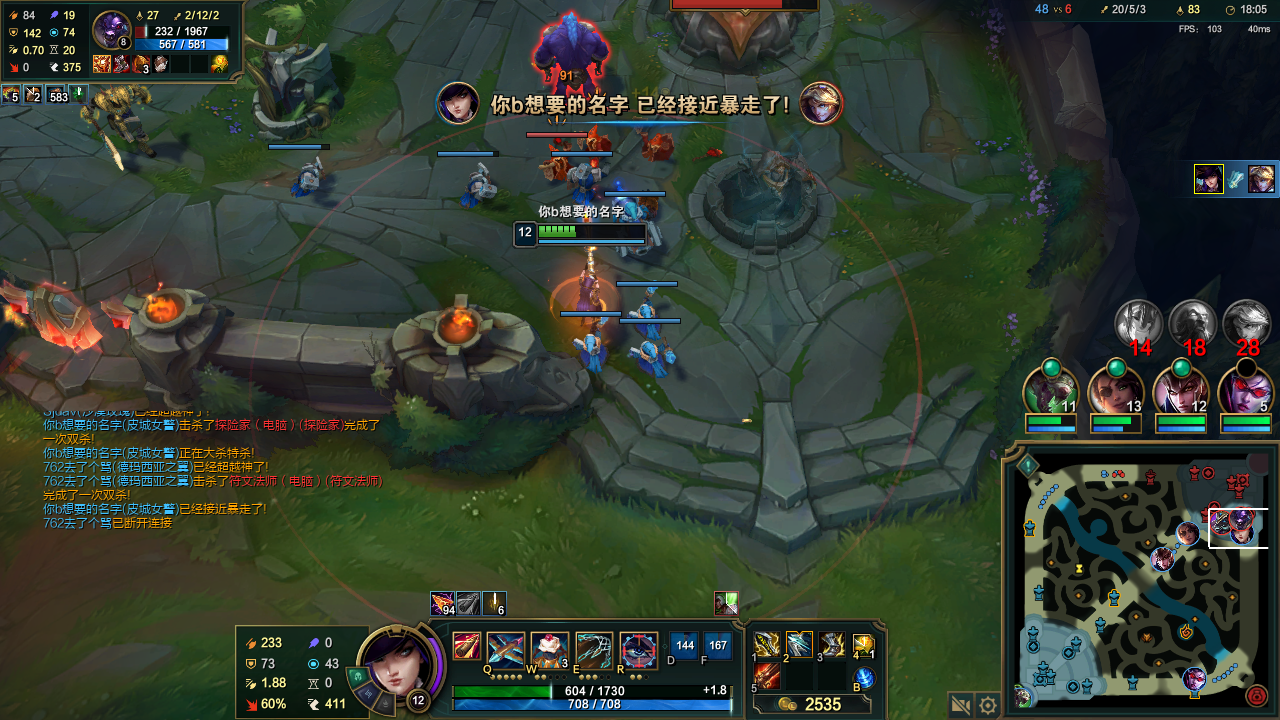 84 19
142 74
0.70 20
0 375
8
27 2/12/2
232 / 1967
567 / 581
3
5 2 583
48 vs 6 20/5/3 83 18:05
FPS: 103 40ms
91
你b想要的名字 已经接近暴走了!
你b想要的名字
12
14 18 28
11 13 12 5
你b想要的名字(皮城女警)击杀了探险家（电脑）(探险家)完成了
一次双杀!
你b想要的名字(皮城女警)正在大杀特杀!
762去了个骂(德玛西亚之翼)已经超越神了!
762去了个骂(德玛西亚之翼)击杀了符文法师（电脑）(符文法师)
完成了一次双杀!
你b想要的名字(皮城女警)已经接近暴走了!
762去了个骂已断开连接
94 6
233 0
73 43
1.88 0
60% 411
12
Q W 3 E R
144 167
D F
604 / 1730 +1.8
708 / 708
1 2 3 4 1
5 B
2535